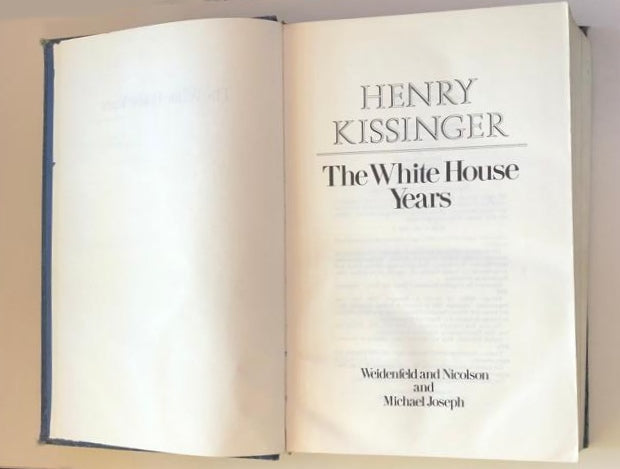 HENRY
KISSINGER
The White House
Years
Weidenfeld and Nicolson
and
Michael Joseph